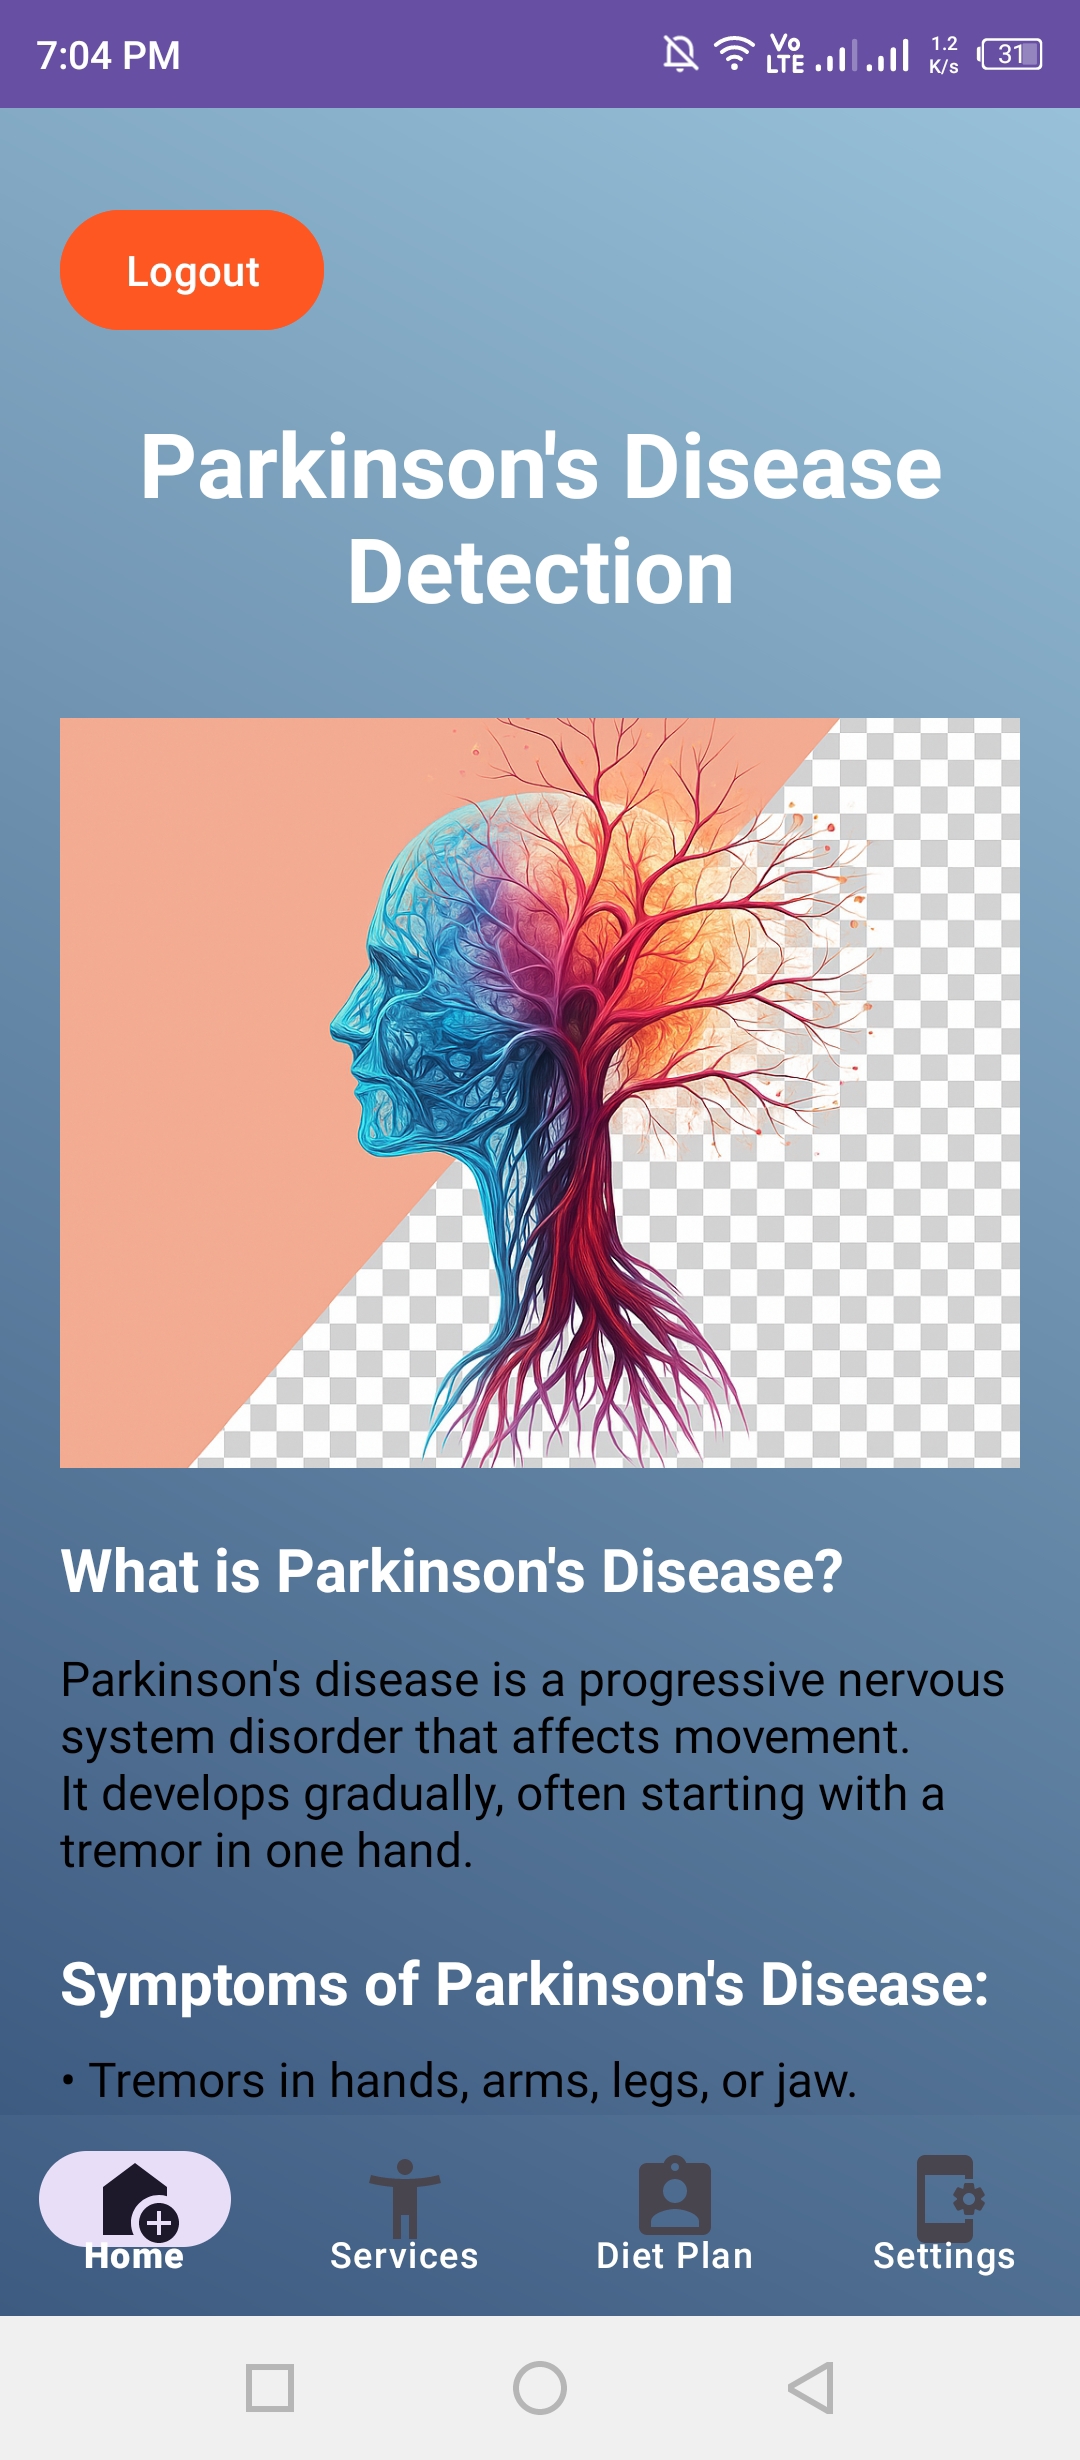 7:04 PM
Vo
LTE
1.2
K/s
31
Logout
Parkinson's Disease
Detection
What is Parkinson's Disease?
Parkinson's disease is a progressive nervous
system disorder that affects movement.
It develops gradually, often starting with a
tremor in one hand.
Symptoms of Parkinson's Disease:
• Tremors in hands, arms, legs, or jaw.
Home
Services
Diet Plan
Settings